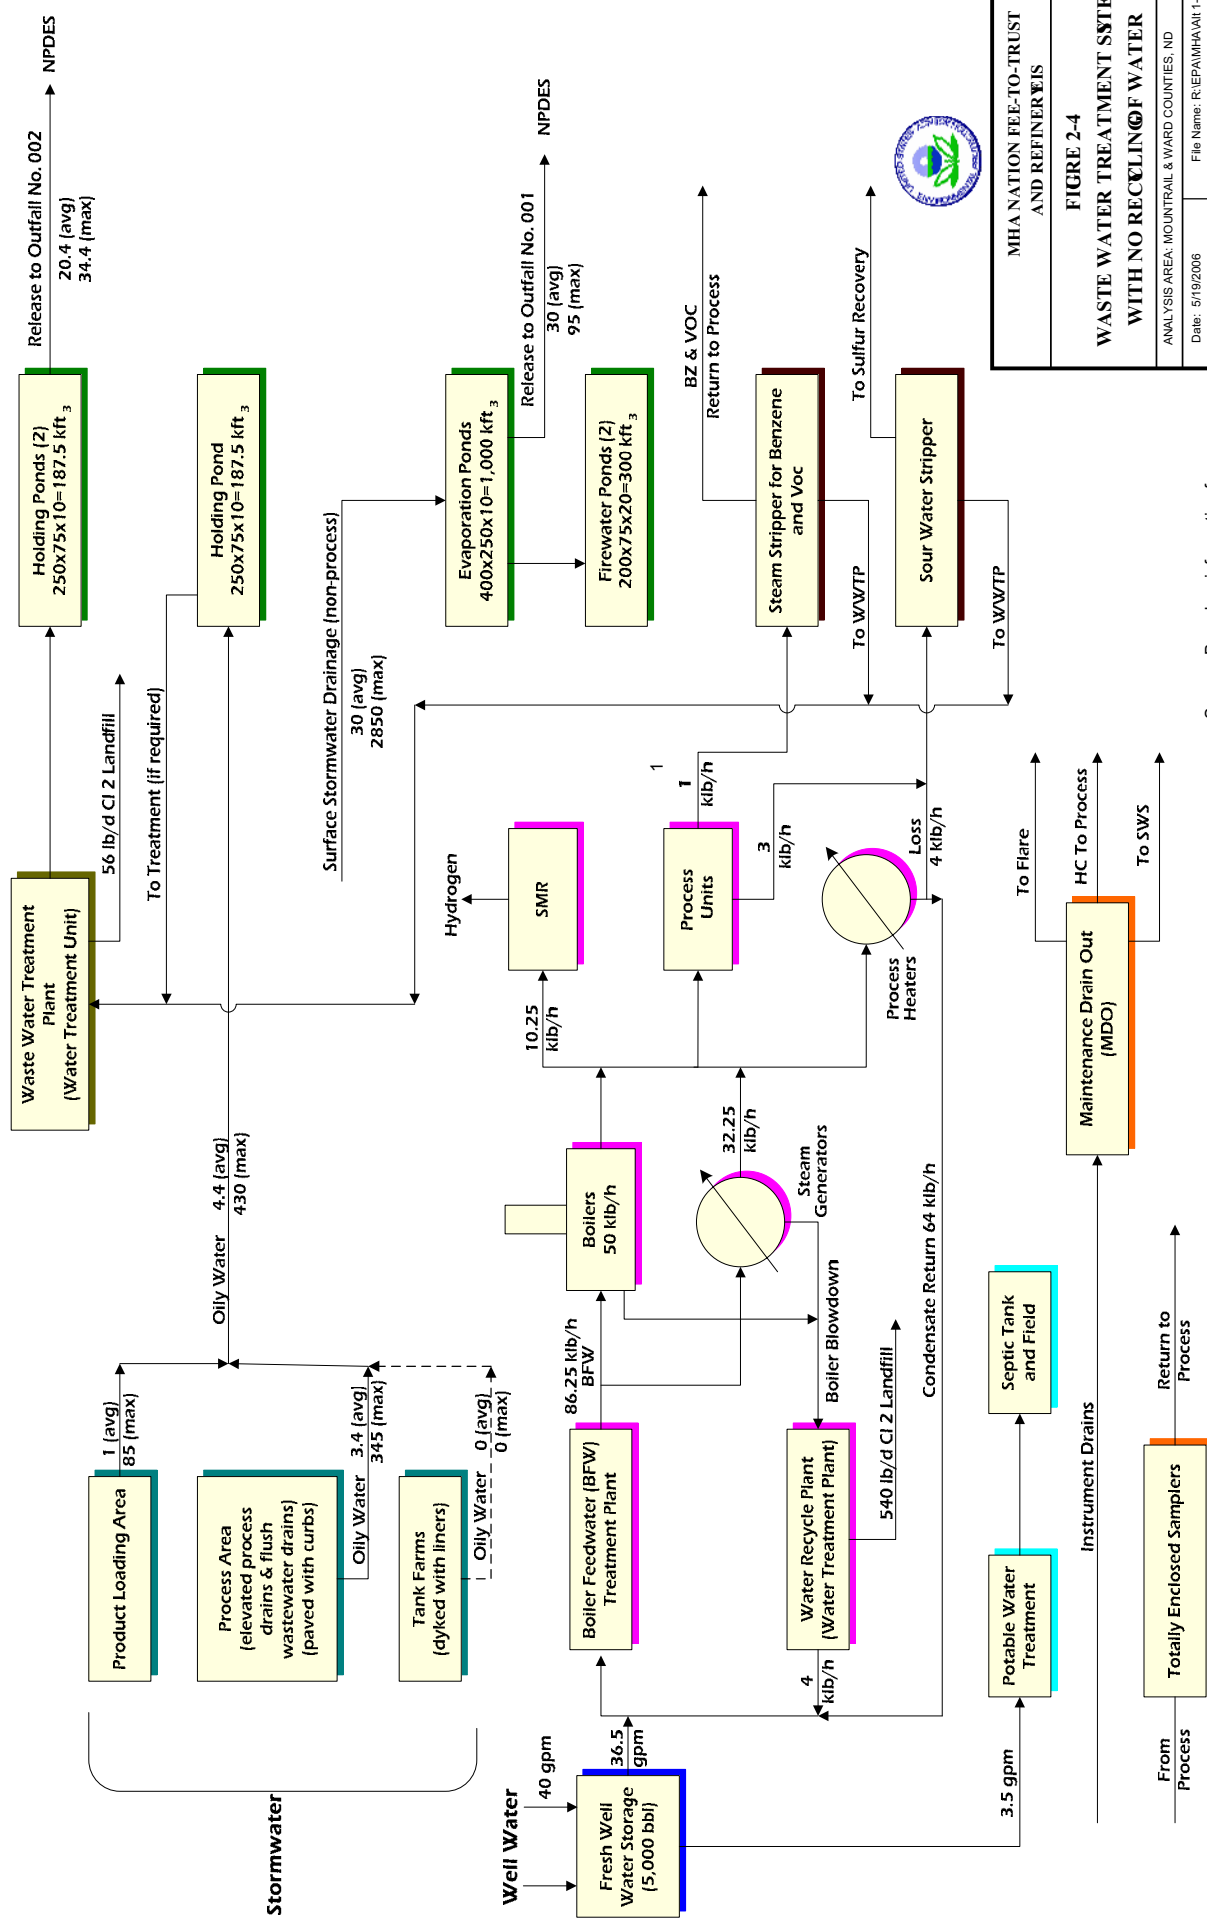 Stormwater
Product Loading Area
1 (avg)
85 (max)
Process Area
(elevated process
drains & flush
wastewater drains)
(paved with curbs)
Oily Water
3.4 (avg)
345 (max)
Tank Farms
(dyked with liners)
Oily Water
0 (avg)
0 (max)
Oily Water
4.4 (avg)
430 (max)
Waste Water Treatment
Plant
(Water Treatment Unit)
56 lb/d Cl 2 Landfill
To Treatment (if required)
Holding Ponds (2)
250x75x10=187.5 kft 3
Release to Outfall No. 002
20.4 (avg)
34.4 (max)
NPDES
Holding Pond
250x75x10=187.5 kft 3
Surface Stormwater Drainage (non-process)
30 (avg)
2850 (max)
Evaporation Ponds
400x250x10=1,000 kft 3
Release to Outfall No. 001
30 (avg)
95 (max)
NPDES
Firewater Ponds (2)
200x75x20=300 kft 3
Well Water
40 gpm
Fresh Well
Water Storage
(5,000 bbl)
36.5
gpm
Boiler Feedwater (BFW)
Treatment Plant
86.25 klb/h
BFW
Boilers
50 klb/h
10.25
klb/h
SMR
Hydrogen
32.25
klb/h
Steam
Generators
Boiler Blowdown
Water Recycle Plant
(Water Treatment Plant)
4
klb/h
540 lb/d Cl 2 Landfill
Condensate Return 64 klb/h
Process
Units
1
1
klb/h
3
klb/h
Process
Heaters
Loss
4 klb/h
Steam Stripper for Benzene
and Voc
BZ & VOC
Return to Process
To WWTP
Sour Water Stripper
To Sulfur Recovery
To WWTP
3.5 gpm
Potable Water
Treatment
Septic Tank
and Field
Instrument Drains
Maintenance Drain Out
(MDO)
To Flare
HC To Process
To SWS
From
Process
Totally Enclosed Samplers
Return to
Process
MHA NATION FEE-TO-TRUST
AND REFINERY EIS
FIGRE 2-4
WASTE WATER TREATMENT SYTE
WITH NO RECYCLING OF WATER
ANALYSIS AREA: MOUNTRAIL & WARD COUNTIES, ND
Date: 5/19/2006
File Name: R:\EPA\MHA\Alt 1-